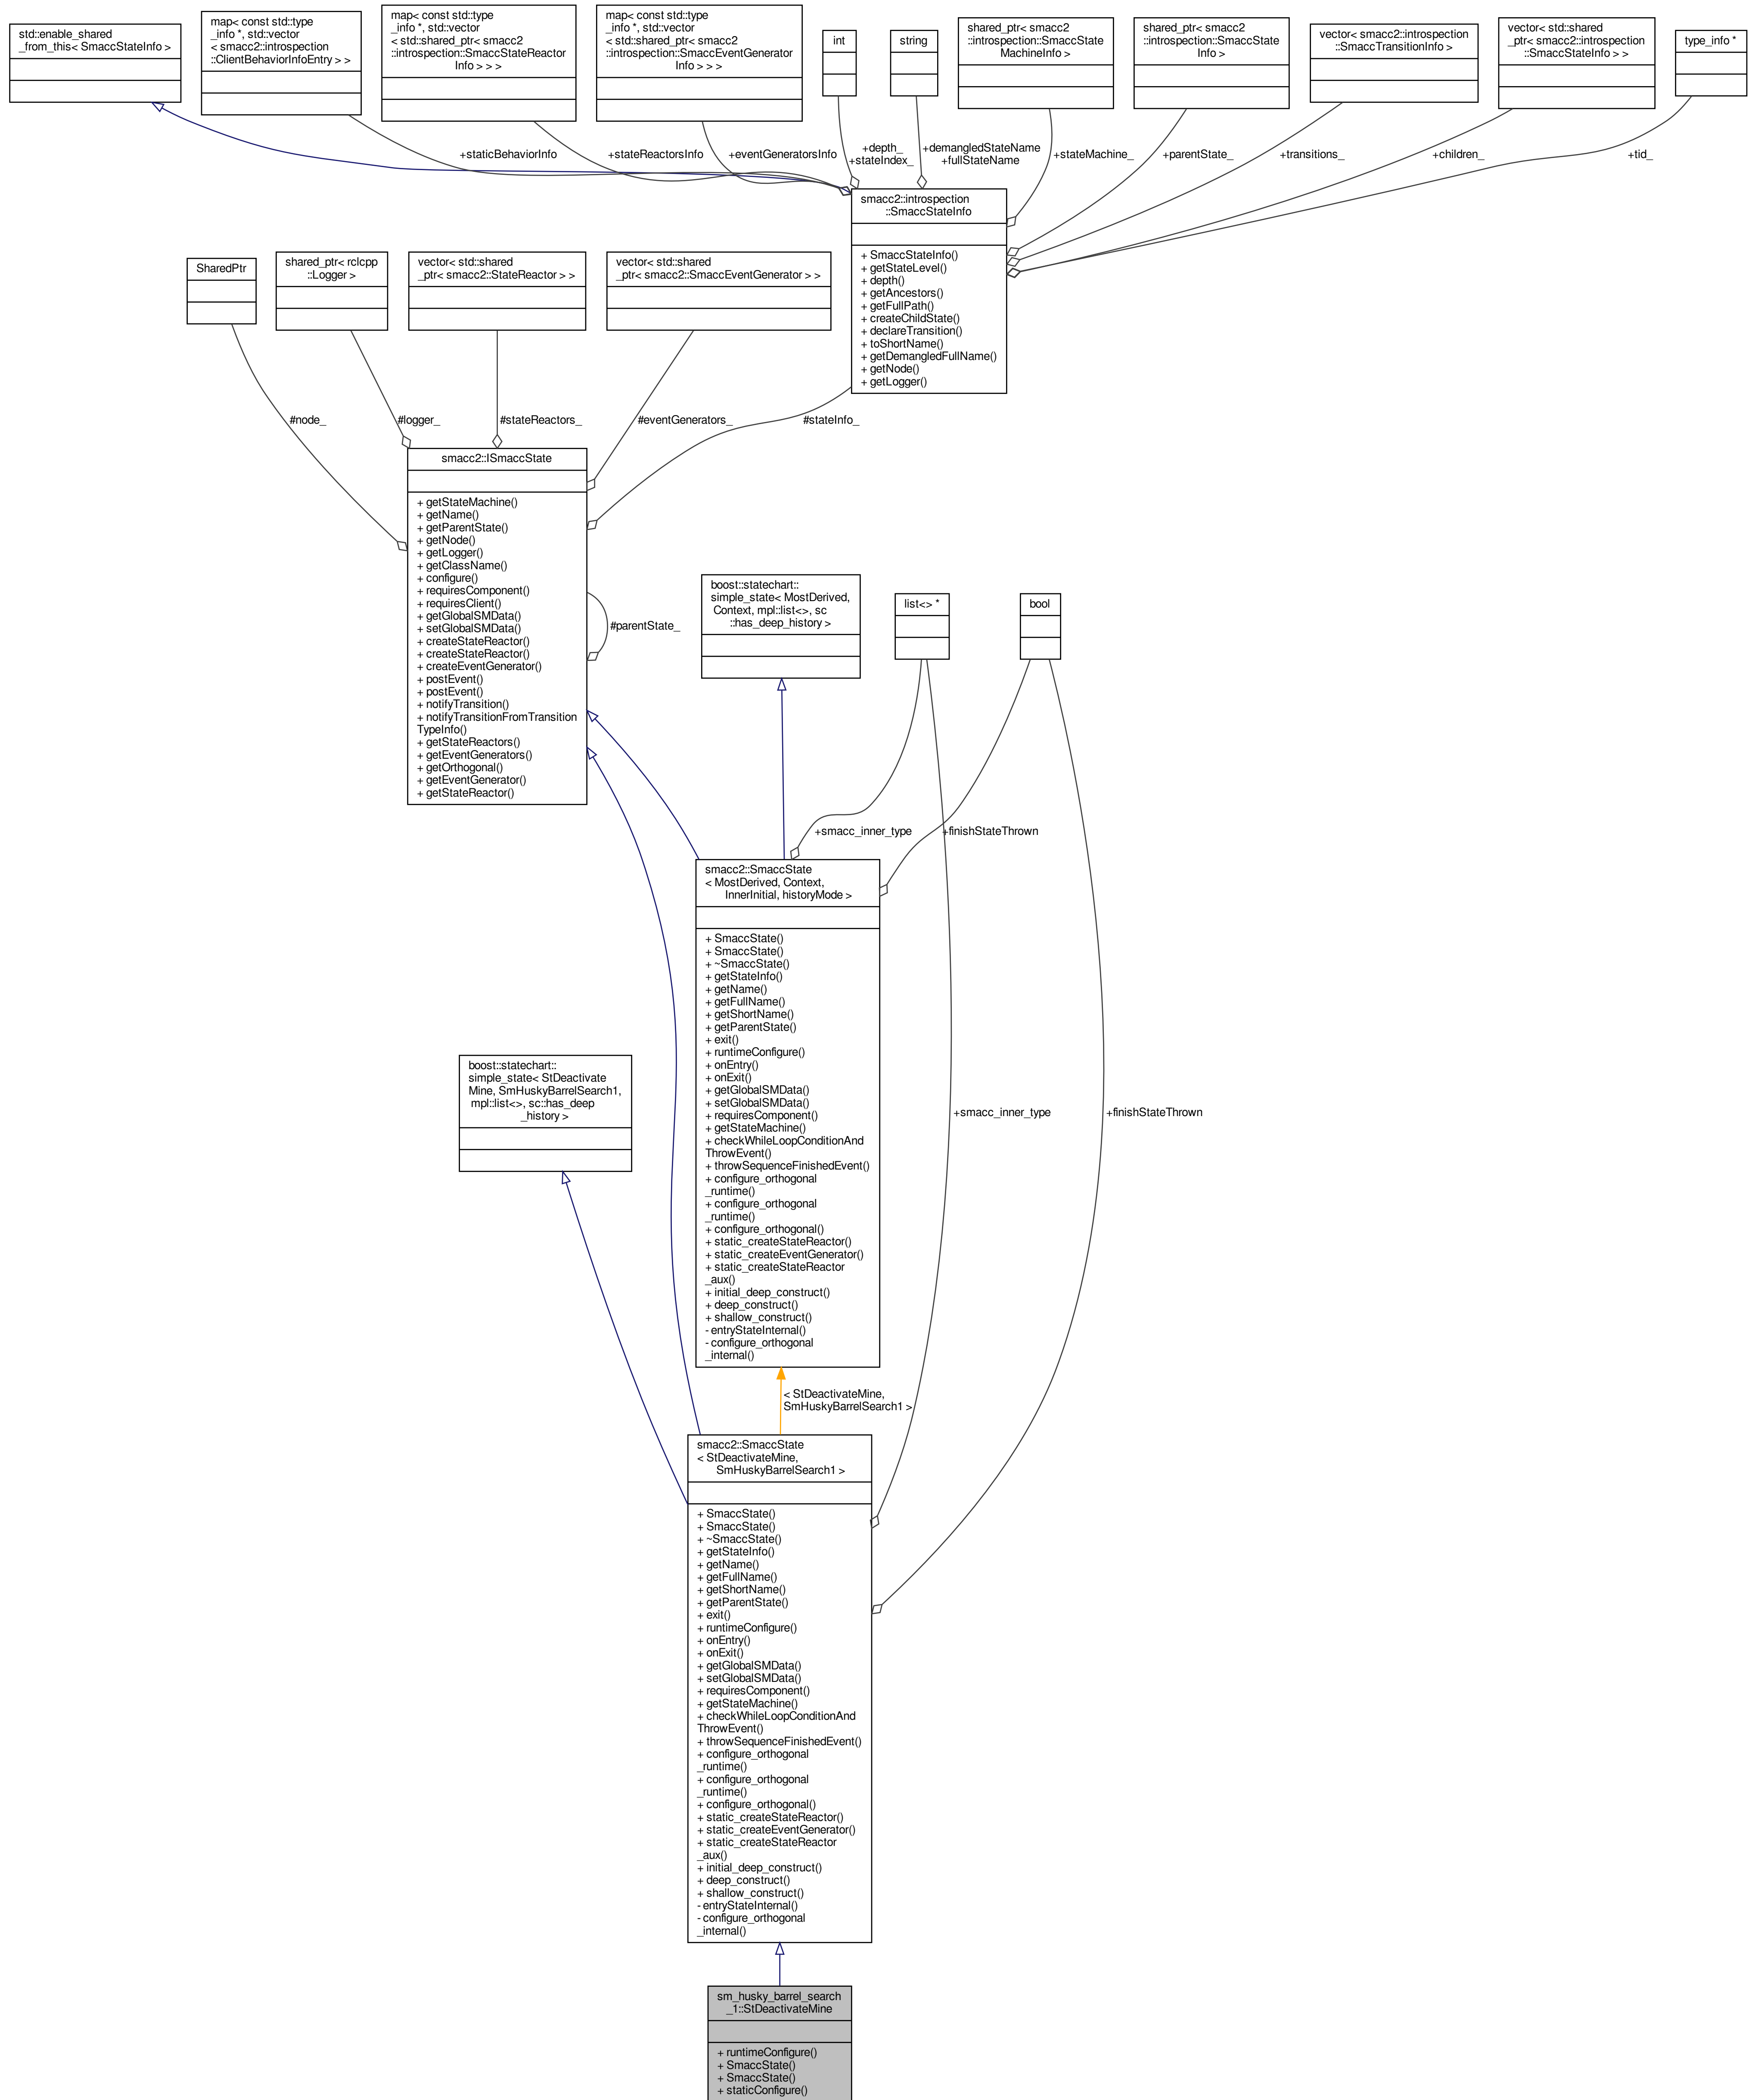 std::enable_shared
_from_this< SmaccStateInfo >
map< const std::type
_info *, std::vector
< smacc2::introspection
::ClientBehaviorInfoEntry > >
map< const std::type
_info *, std::vector
< std::shared_ptr< smacc2
::introspection::SmaccStateReactor
Info > > >
map< const std::type
_info *, std::vector
< std::shared_ptr< smacc2
::introspection::SmaccEventGenerator
Info > > >
int
string
shared_ptr< smacc2
::introspection::SmaccState
MachineInfo >
shared_ptr< smacc2
::introspection::SmaccState
Info >
vector< smacc2::introspection
::SmaccTransitionInfo >
vector< std::shared
_ptr< smacc2::introspection
::SmaccStateInfo > >
type_info *
+staticBehaviorInfo
+stateReactorsInfo
+eventGeneratorsInfo
+depth_
+stateIndex_
+demangledStateName
+fullStateName
+stateMachine_
+parentState_
+transitions_
+children_
+tid_
smacc2::introspection
::SmaccStateInfo
+ SmaccStateInfo()
+ getStateLevel()
+ depth()
+ getAncestors()
+ getFullPath()
+ createChildState()
+ declareTransition()
+ toShortName()
+ getDemangledFullName()
+ getNode()
+ getLogger()
SharedPtr
shared_ptr< rclcpp
::Logger >
vector< std::shared
_ptr< smacc2::StateReactor > >
vector< std::shared
_ptr< smacc2::SmaccEventGenerator > >
#node_
#logger_
#stateReactors_
#eventGenerators_
#stateInfo_
smacc2::ISmaccState
+ getStateMachine()
+ getName()
+ getParentState()
+ getNode()
+ getLogger()
+ getClassName()
+ configure()
+ requiresComponent()
+ requiresClient()
+ getGlobalSMData()
+ setGlobalSMData()
+ createStateReactor()
+ createStateReactor()
+ createEventGenerator()
+ postEvent()
+ postEvent()
+ notifyTransition()
+ notifyTransitionFromTransition
TypeInfo()
+ getStateReactors()
+ getEventGenerators()
+ getOrthogonal()
+ getEventGenerator()
+ getStateReactor()
#parentState_
boost::statechart::
simple_state< MostDerived,
Context, mpl::list<>, sc
::has_deep_history >
list<> *
bool
+smacc_inner_type
+finishStateThrown
smacc2::SmaccState
< MostDerived, Context,
InnerInitial, historyMode >
+ SmaccState()
+ SmaccState()
+ ~SmaccState()
+ getStateInfo()
+ getName()
+ getFullName()
+ getShortName()
+ getParentState()
+ exit()
+ runtimeConfigure()
+ onEntry()
+ onExit()
+ getGlobalSMData()
+ setGlobalSMData()
+ requiresComponent()
+ getStateMachine()
+ checkWhileLoopConditionAnd
ThrowEvent()
+ throwSequenceFinishedEvent()
+ configure_orthogonal
_runtime()
+ configure_orthogonal
_runtime()
+ configure_orthogonal()
+ static_createStateReactor()
+ static_createEventGenerator()
+ static_createStateReactor
_aux()
+ initial_deep_construct()
+ deep_construct()
+ shallow_construct()
- entryStateInternal()
- configure_orthogonal
_internal()
boost::statechart::
simple_state< StDeactivate
Mine, SmHuskyBarrelSearch1,
mpl::list<>, sc::has_deep
_history >
+smacc_inner_type
+finishStateThrown
< StDeactivateMine,
SmHuskyBarrelSearch1 >
smacc2::SmaccState
< StDeactivateMine,
SmHuskyBarrelSearch1 >
+ SmaccState()
+ SmaccState()
+ ~SmaccState()
+ getStateInfo()
+ getName()
+ getFullName()
+ getShortName()
+ getParentState()
+ exit()
+ runtimeConfigure()
+ onEntry()
+ onExit()
+ getGlobalSMData()
+ setGlobalSMData()
+ requiresComponent()
+ getStateMachine()
+ checkWhileLoopConditionAnd
ThrowEvent()
+ throwSequenceFinishedEvent()
+ configure_orthogonal
_runtime()
+ configure_orthogonal
_runtime()
+ configure_orthogonal()
+ static_createStateReactor()
+ static_createEventGenerator()
+ static_createStateReactor
_aux()
+ initial_deep_construct()
+ deep_construct()
+ shallow_construct()
- entryStateInternal()
- configure_orthogonal
_internal()
sm_husky_barrel_search
_1::StDeactivateMine
+ runtimeConfigure()
+ SmaccState()
+ SmaccState()
+ staticConfigure()